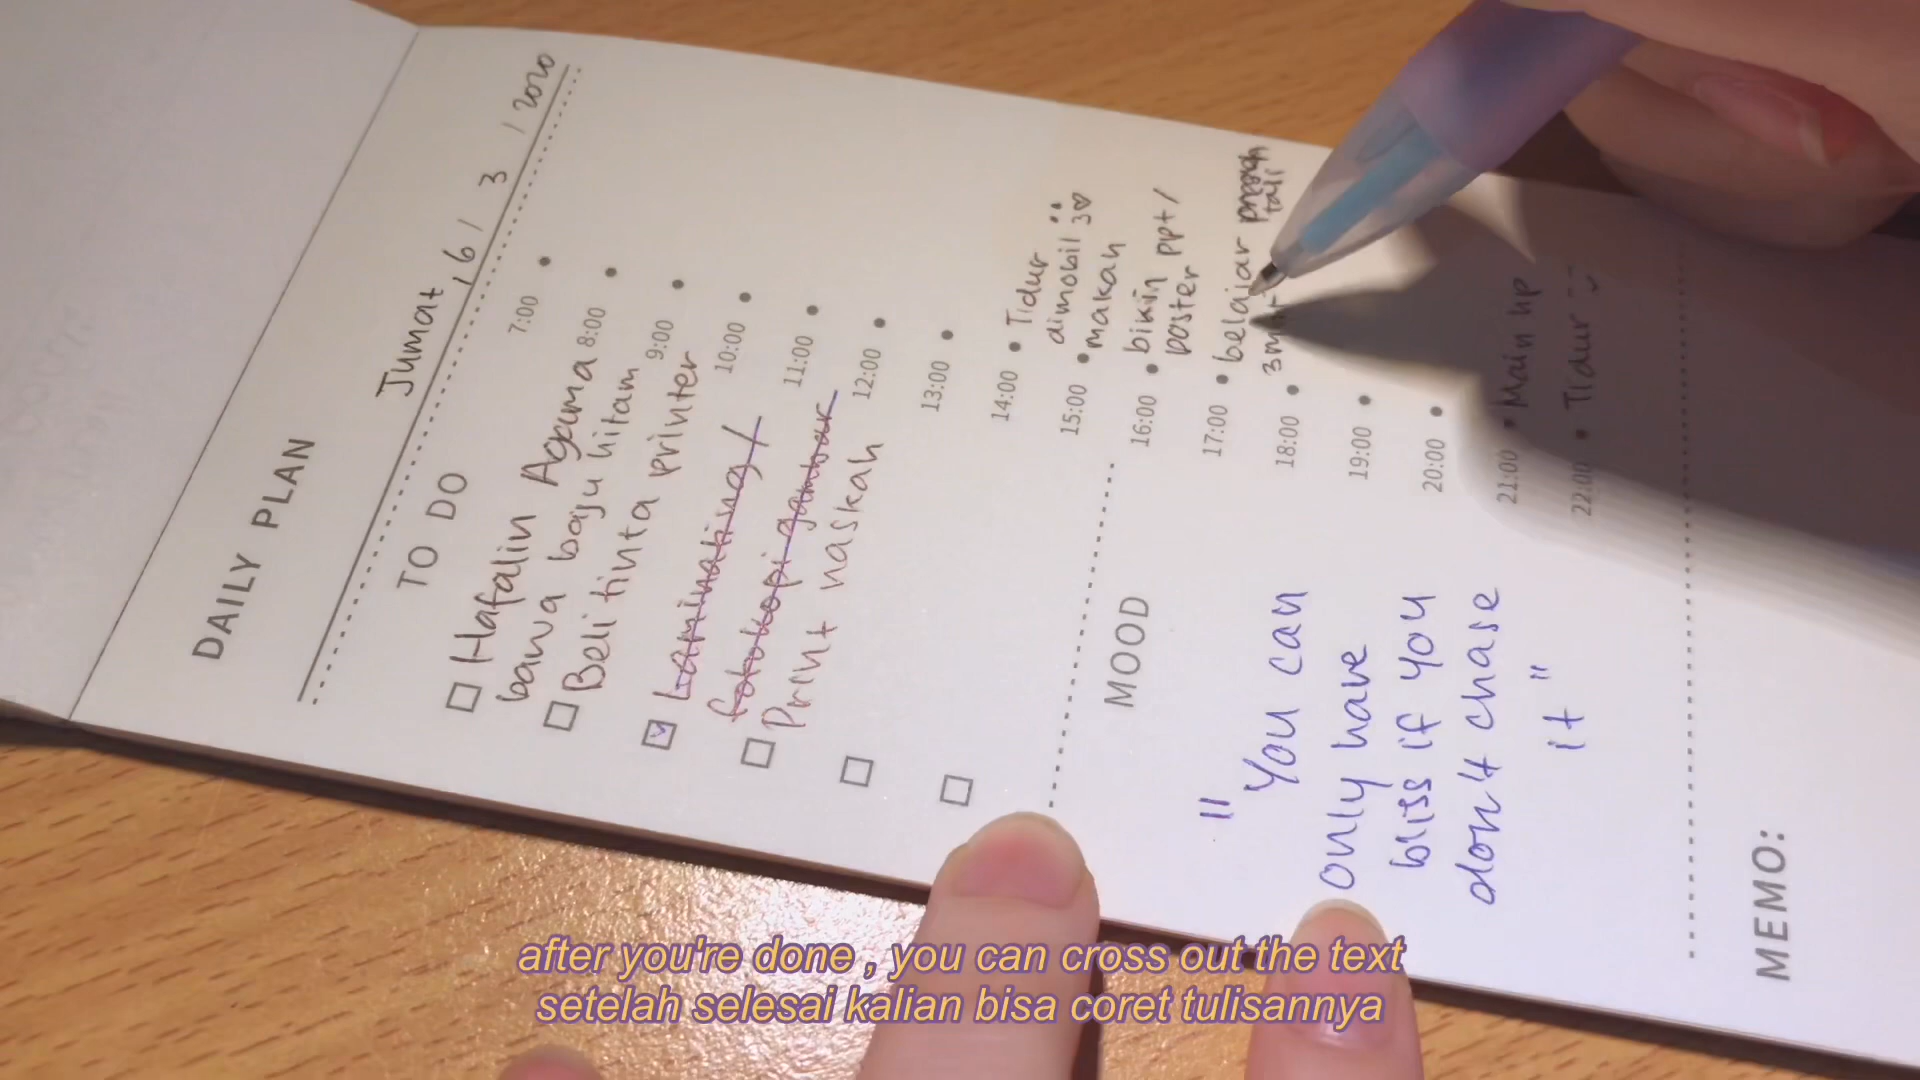 DAILY PLAN
Jumat, 6 / 3 / 2020
TO DO
Hafalin Agama
bawa baju hitam
Beli tinta printer
Laminating /
fotokopi gambar
Print naskah
7:00
8:00
9:00
10:00
11:00
12:00
13:00
14:00 Tidur
dimobil
15:00 makan
16:00 bikin ppt /
poster
17:00 belajar
tali
18:00
19:00
20:00
21:00 Main hp
22:00 Tidur
MOOD
" You can
only have
bliss if you
don't chase
it "
MEMO:
after you're done , you can cross out the text
setelah selesai kalian bisa coret tulisannya